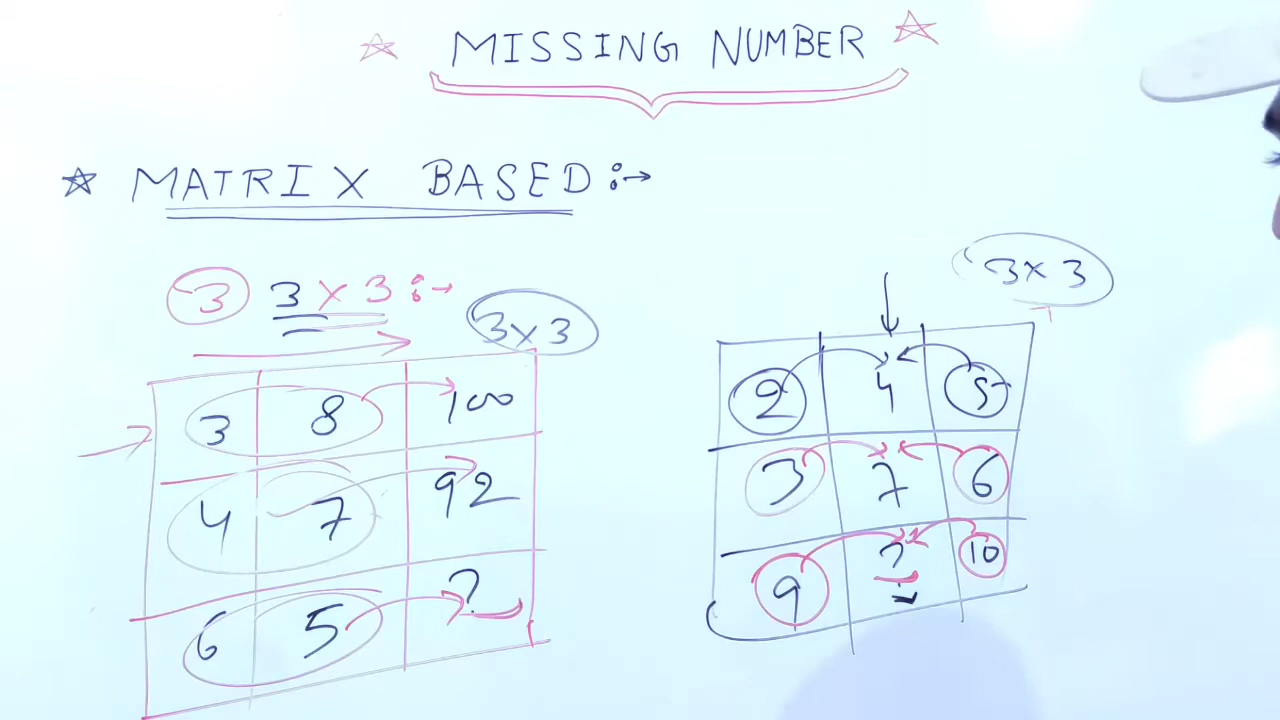 ☆ MISSING NUMBER ☆
☆ MATRIX BASED :→
3 3 x 3 :→
3 x 3
3 8 100
4 7 92
6 5 ?
3 x 3
2 4 5
3 7 6
9 ? 10